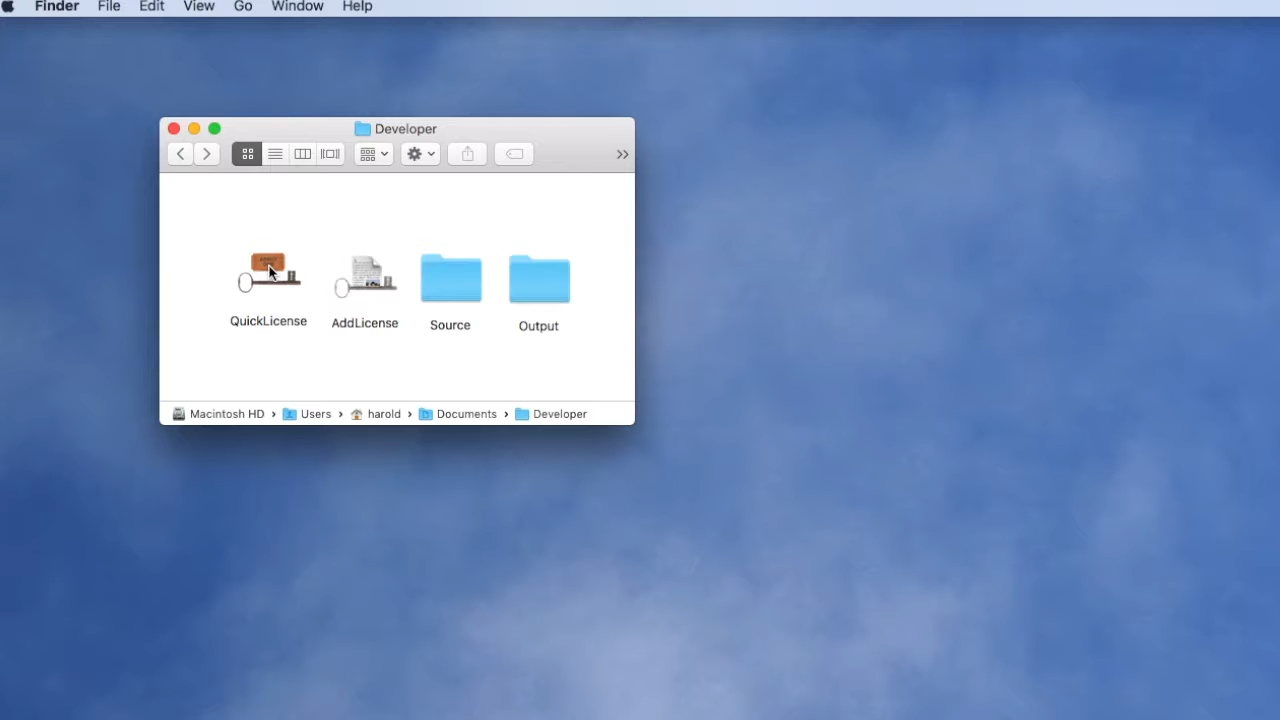 Finder File Edit View Go Window Help
Developer
QuickLicense AddLicense Source Output
Macintosh HD › Users › harold › Documents › Developer